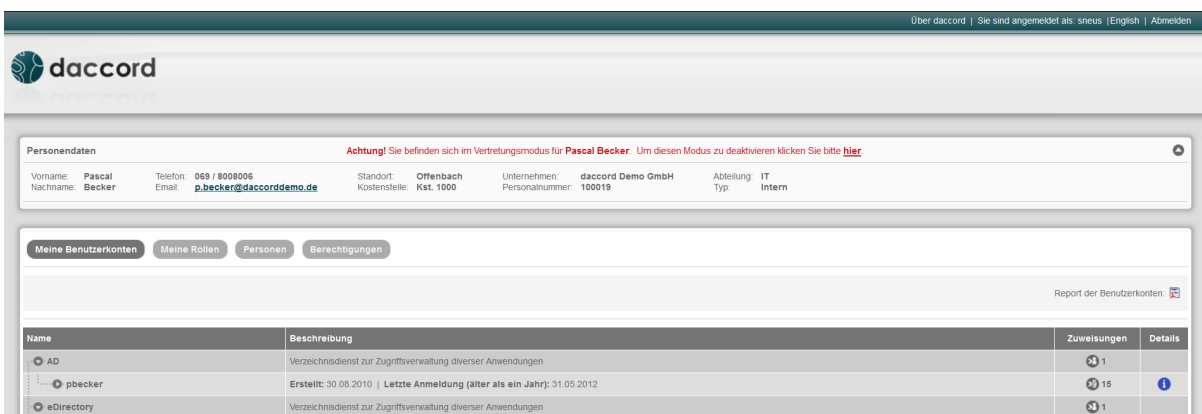 Über daccord | Sie sind angemeldet als: sneus |English | Abmelden
daccord
Personendaten Achtung! Sie befinden sich im Vertretungsmodus für Pascal Becker. Um diesen Modus zu deaktivieren klicken Sie bitte hier.
Vorname: Pascal Telefon: 069 / 8008006 Standort: Offenbach Unternehmen: daccord Demo GmbH Abteilung: IT
Nachname: Becker Email: p.becker@daccorddemo.de Kostenstelle: Kst. 1000 Personalnummer: 100019 Typ: Intern
Meine Benutzerkonten Meine Rollen Personen Berechtigungen
Report der Benutzerkonten:
Name Beschreibung Zuweisungen Details
AD Verzeichnisdienst zur Zugriffsverwaltung diverser Anwendungen 1
pbecker Erstellt: 30.08.2010 | Letzte Anmeldung (älter als ein Jahr): 31.05.2012 15
eDirectory Verzeichnisdienst zur Zugriffsverwaltung diverser Anwendungen 1